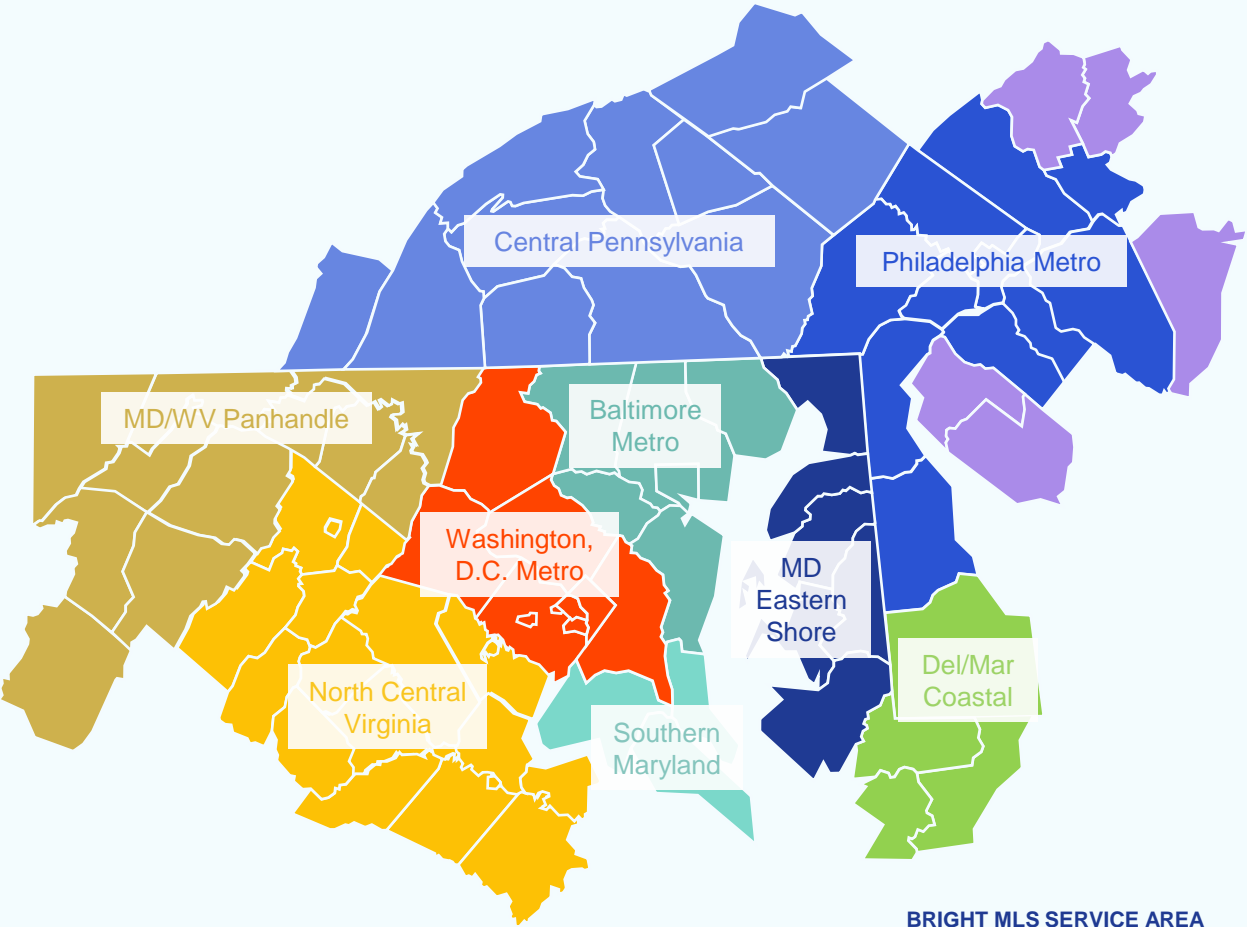 Central Pennsylvania
Philadelphia Metro
MD/WV Panhandle
Baltimore
Metro
Washington,
D.C. Metro
MD
Eastern
Shore
North Central
Virginia
Del/Mar
Coastal
Southern
Maryland
BRIGHT MLS SERVICE AREA